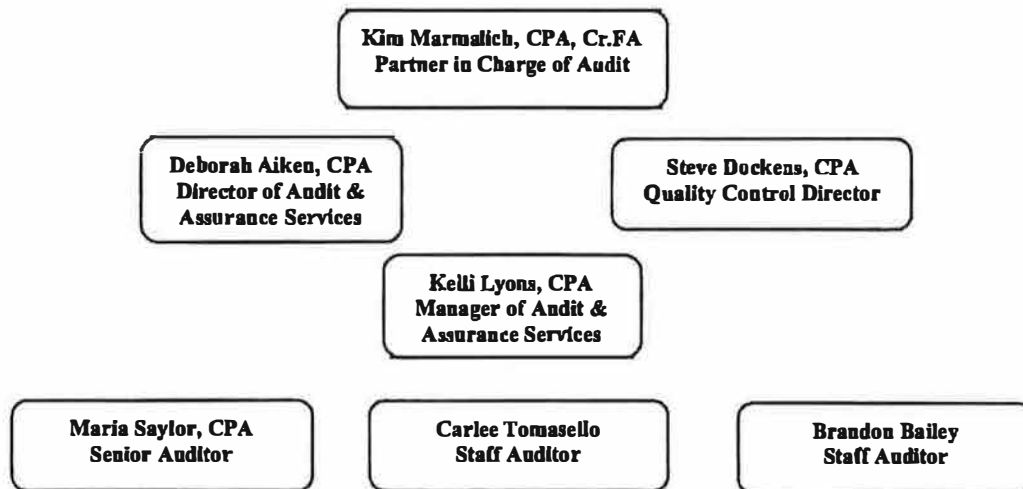 Kim Marmalich, CPA, Cr.FA
Partner in Charge of Audit
Deborah Aiken, CPA
Director of Audit &
Assurance Services
Steve Dockens, CPA
Quality Control Director
Kelli Lyons, CPA
Manager of Audit &
Assurance Services
Maria Saylor, CPA
Senior Auditor
Carlee Tomasello
Staff Auditor
Brandon Bailey
Staff Auditor